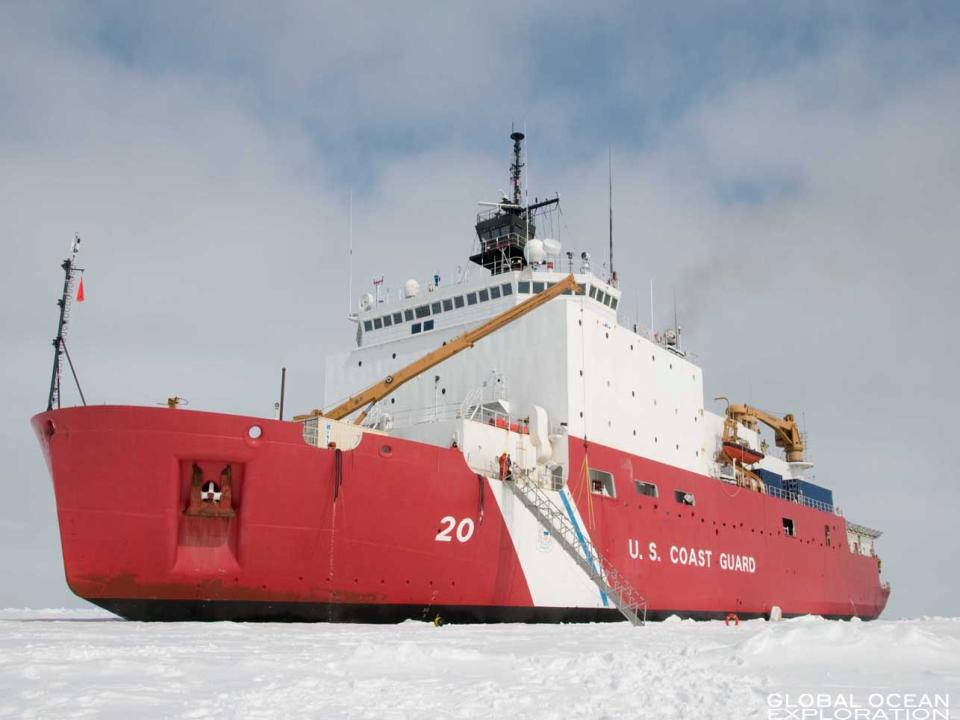 20
U. S. COAST GUARD
GLOBAL OCEAN
EXPLORATION